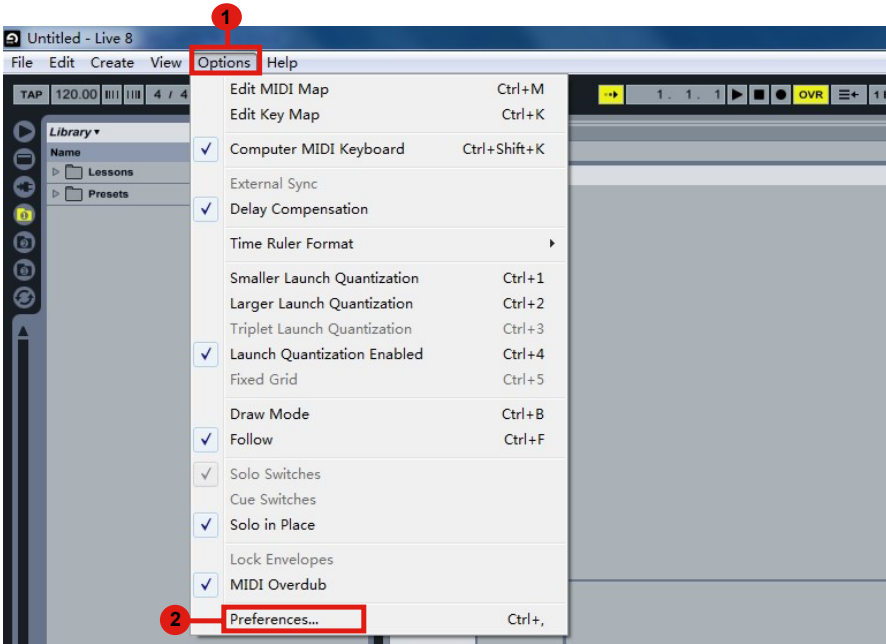 1
Untitled - Live 8
File Edit Create View Options Help
TAP 120.00 4 / 4 1. 1. 1 OVR
Library
Name
Lessons
Presets
Edit MIDI Map Ctrl+M
Edit Key Map Ctrl+K
Computer MIDI Keyboard Ctrl+Shift+K
External Sync
Delay Compensation
Time Ruler Format
Smaller Launch Quantization Ctrl+1
Larger Launch Quantization Ctrl+2
Triplet Launch Quantization Ctrl+3
Launch Quantization Enabled Ctrl+4
Fixed Grid Ctrl+5
Draw Mode Ctrl+B
Follow Ctrl+F
Solo Switches
Cue Switches
Solo in Place
Lock Envelopes
MIDI Overdub
2 Preferences... Ctrl+,